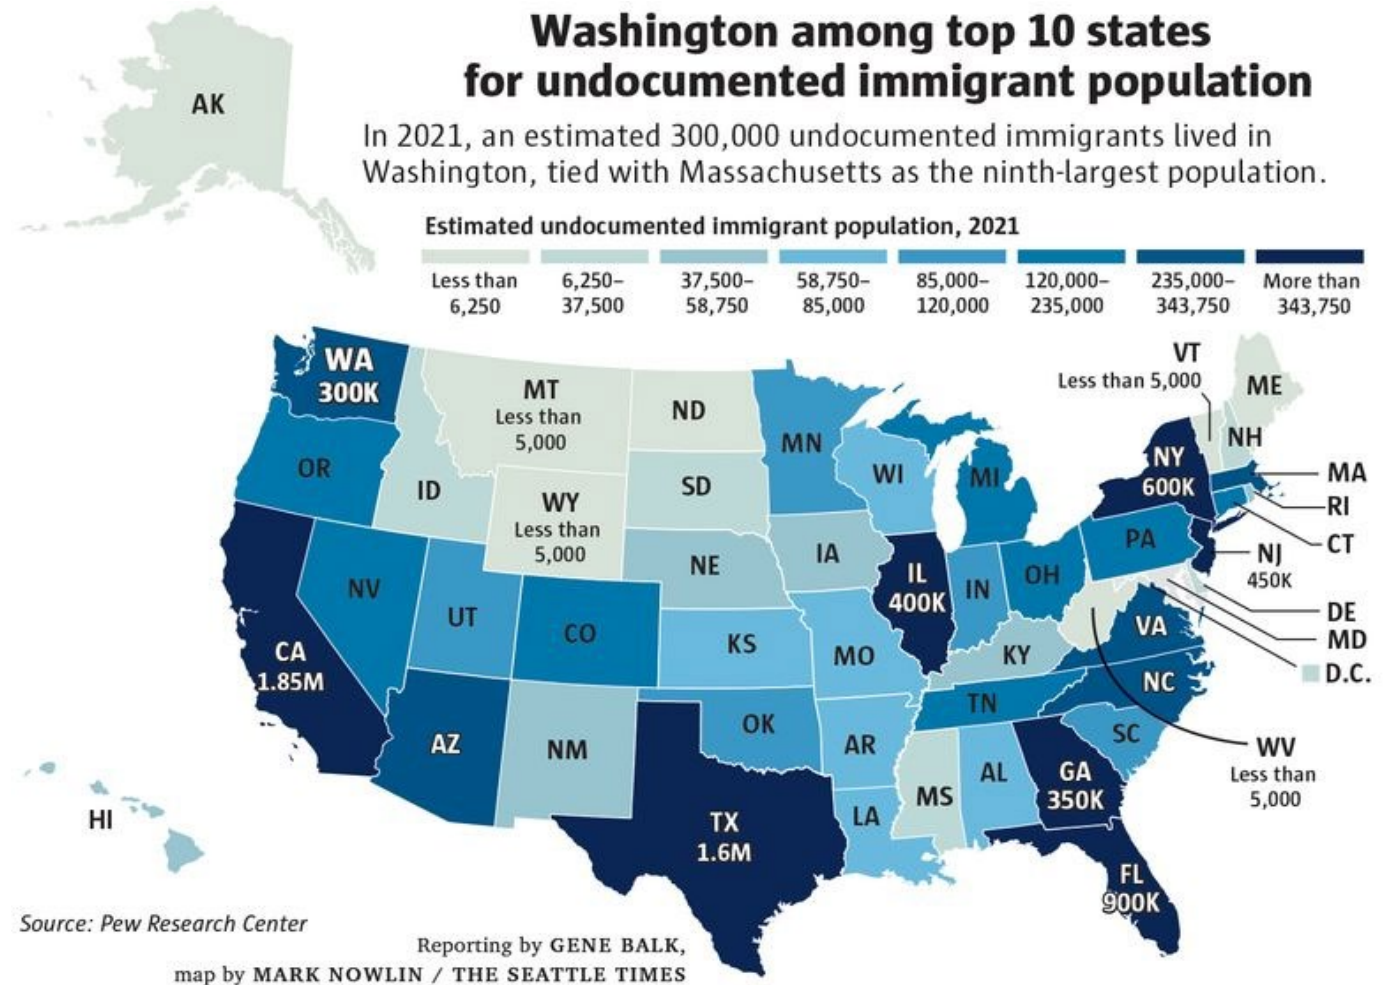 Washington among top 10 states
for undocumented immigrant population
In 2021, an estimated 300,000 undocumented immigrants lived in
Washington, tied with Massachusetts as the ninth-largest population.
Estimated undocumented immigrant population, 2021
Less than
6,250
6,250–
37,500
37,500–
58,750
58,750–
85,000
85,000–
120,000
120,000–
235,000
235,000–
343,750
More than
343,750
AK
WA
300K
MT
Less than
5,000
ND
MN
VT
Less than 5,000
ME
NH
OR
ID
WY
Less than
5,000
SD
WI
MI
NY
600K
MA
RI
CT
NV
UT
CO
NE
IA
IL
400K
IN
OH
PA
NJ
450K
DE
MD
D.C.
CA
1.85M
KS
MO
KY
VA
WV
Less than
5,000
AZ
NM
OK
AR
TN
NC
SC
HI
TX
1.6M
LA
MS
AL
GA
350K
FL
900K
Source: Pew Research Center
Reporting by GENE BALK,
map by MARK NOWLIN / THE SEATTLE TIMES